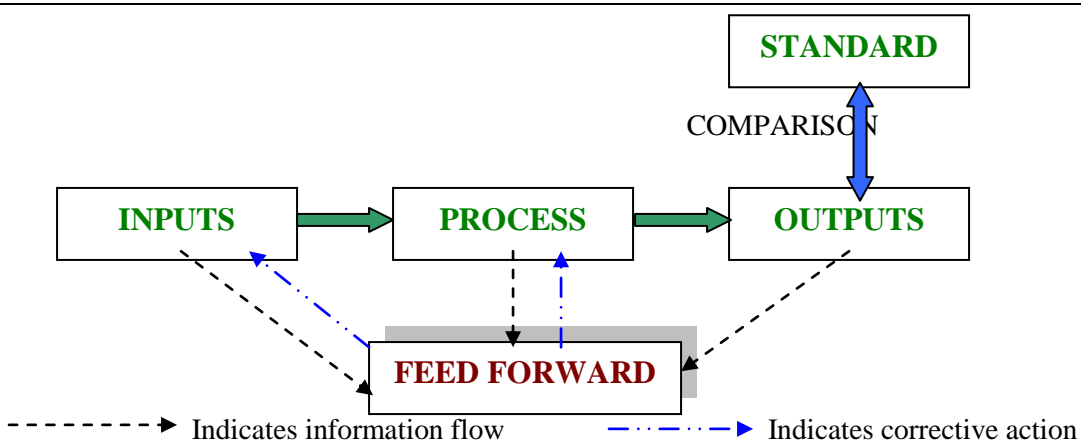 STANDARD
COMPARISON
INPUTS
PROCESS
OUTPUTS
FEED FORWARD
Indicates information flow
Indicates corrective action